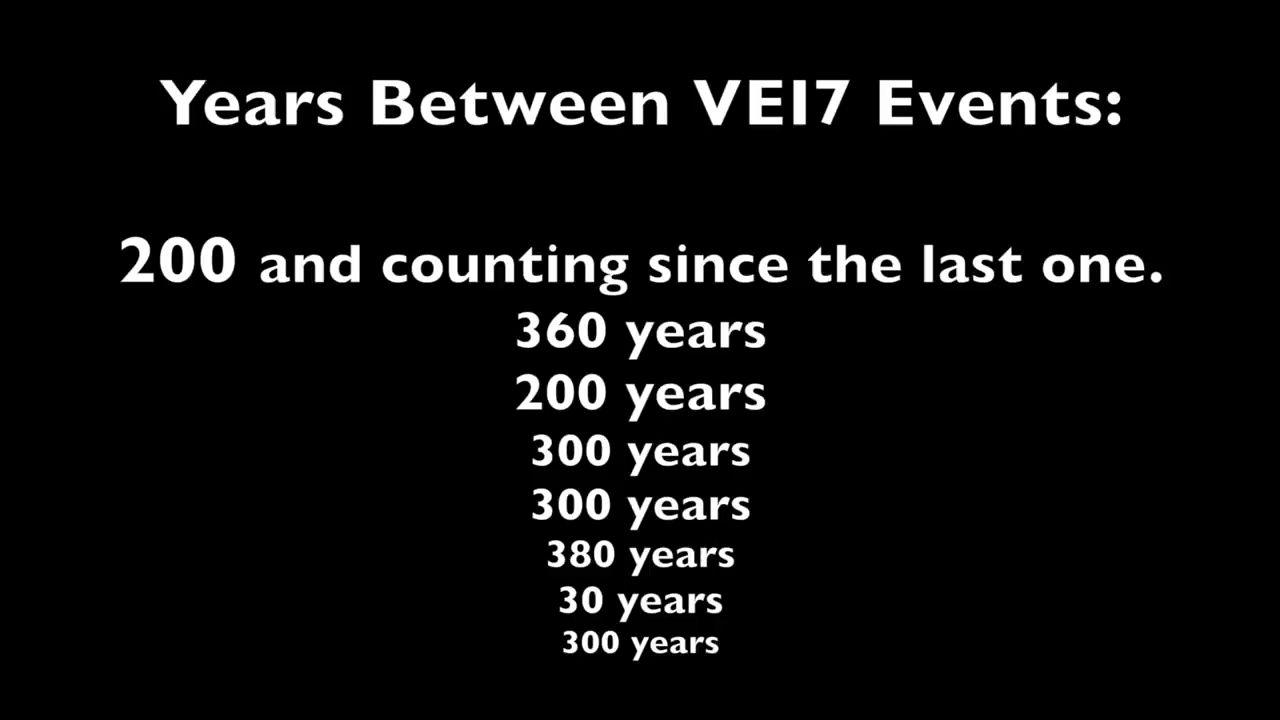 Years Between VEI7 Events:
200 and counting since the last one.
360 years
200 years
300 years
300 years
380 years
30 years
300 years